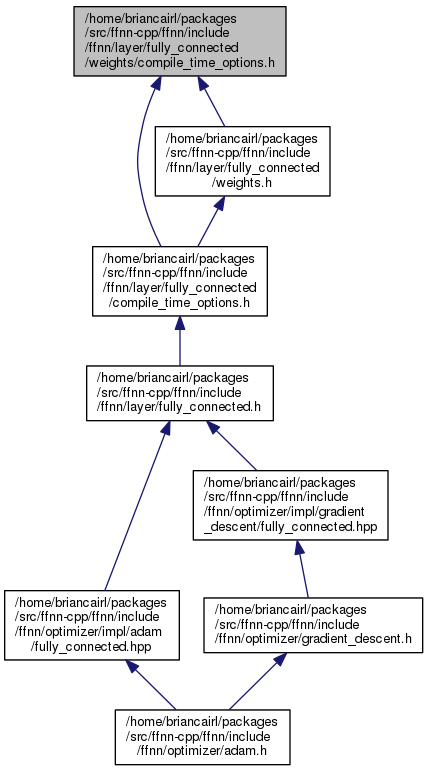 /home/briancairl/packages
/src/ffnn-cpp/ffnn/include
/ffnn/layer/fully_connected
/weights/compile_time_options.h
/home/briancairl/packages
/src/ffnn-cpp/ffnn/include
/ffnn/layer/fully_connected
/weights.h
/home/briancairl/packages
/src/ffnn-cpp/ffnn/include
/ffnn/layer/fully_connected
/compile_time_options.h
/home/briancairl/packages
/src/ffnn-cpp/ffnn/include
/ffnn/layer/fully_connected.h
/home/briancairl/packages
/src/ffnn-cpp/ffnn/include
/ffnn/optimizer/impl/gradient
_descent/fully_connected.hpp
/home/briancairl/packages
/src/ffnn-cpp/ffnn/include
/ffnn/optimizer/impl/adam
/fully_connected.hpp
/home/briancairl/packages
/src/ffnn-cpp/ffnn/include
/ffnn/optimizer/gradient_descent.h
/home/briancairl/packages
/src/ffnn-cpp/ffnn/include
/ffnn/optimizer/adam.h